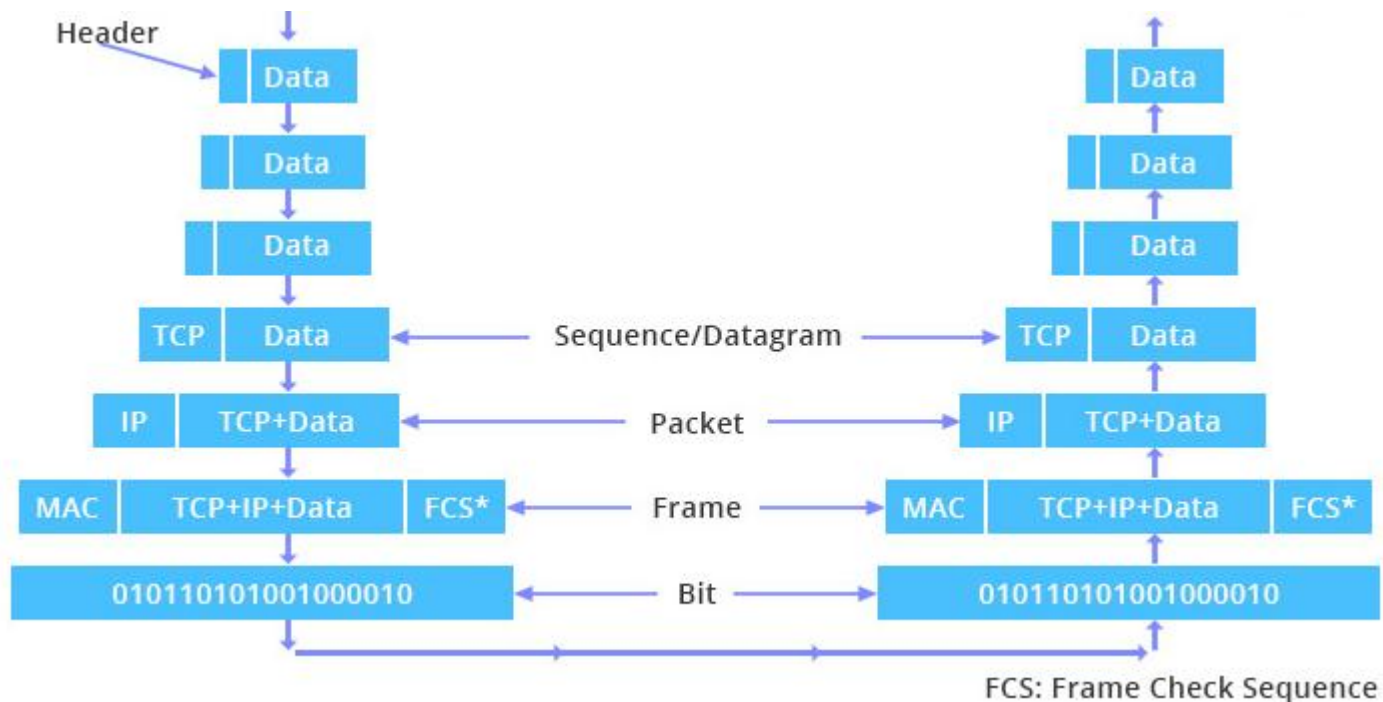 Header
Data Data
Data Data
Data Data
TCP Data Sequence/Datagram TCP Data
IP TCP+Data Packet IP TCP+Data
MAC TCP+IP+Data FCS* Frame MAC TCP+IP+Data FCS*
010110101001000010 Bit 010110101001000010
FCS: Frame Check Sequence